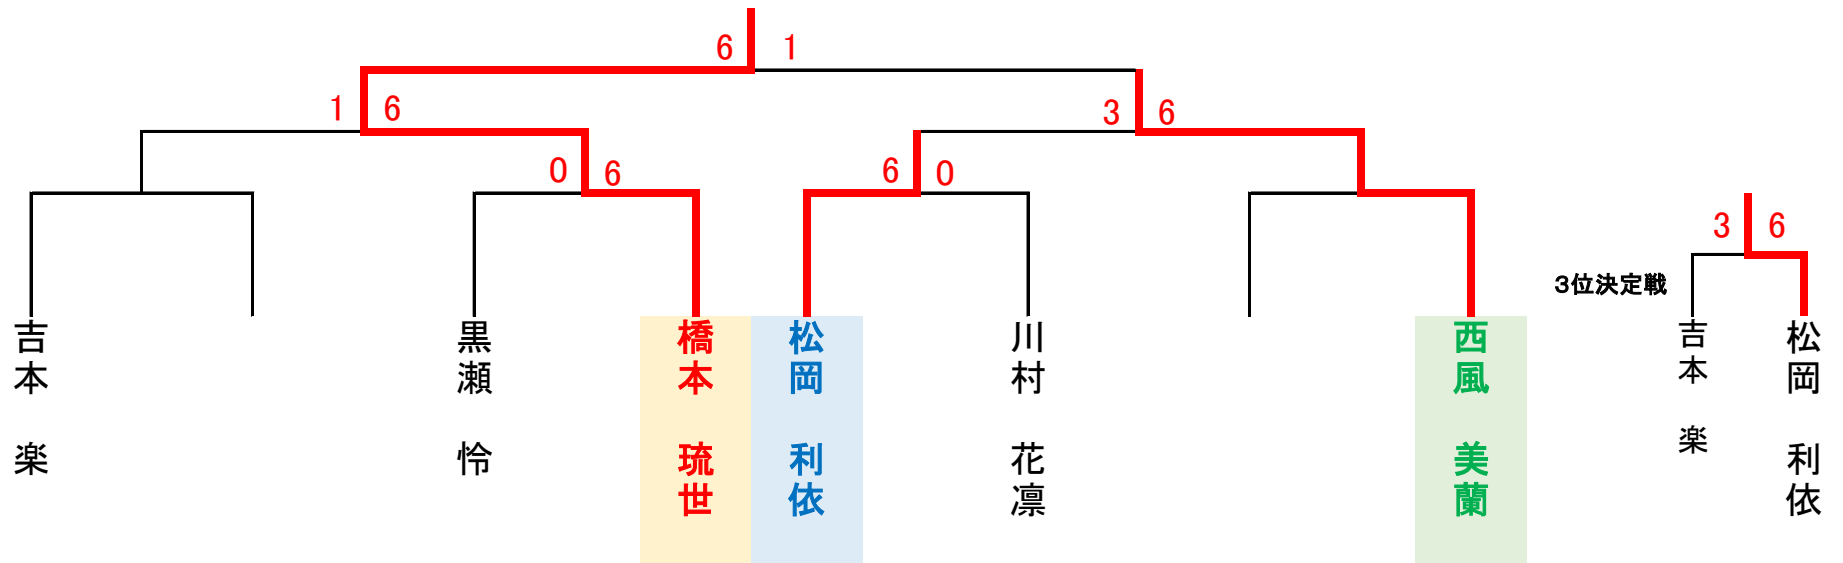 6 1
1 6
3 6
0 6
6 0
3 6
3位決定戦
吉本 楽
黒瀬 怜
橋本 琉世
松岡 利依
川村 花凛
西風 美蘭
吉本 楽
松岡 利依